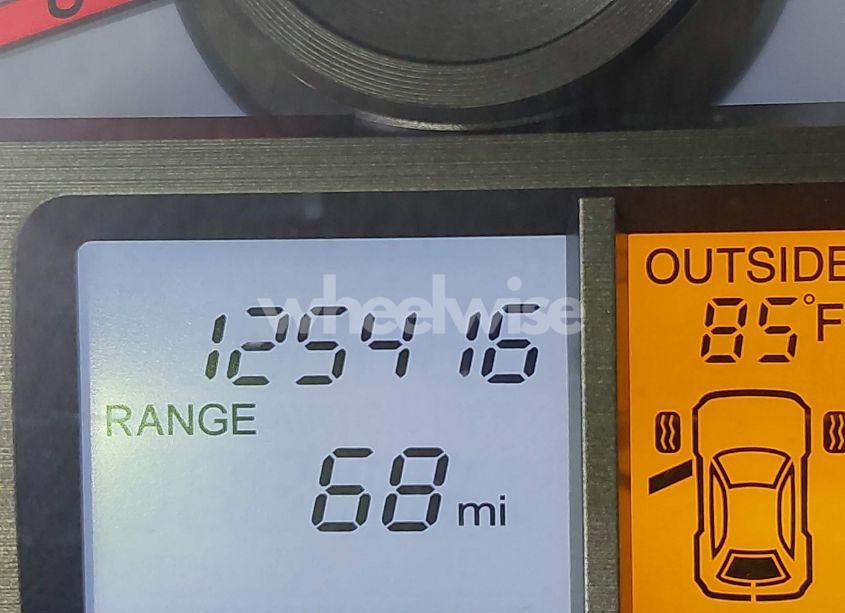 wheelwise
125416
RANGE
68 mi
OUTSIDE
85°F